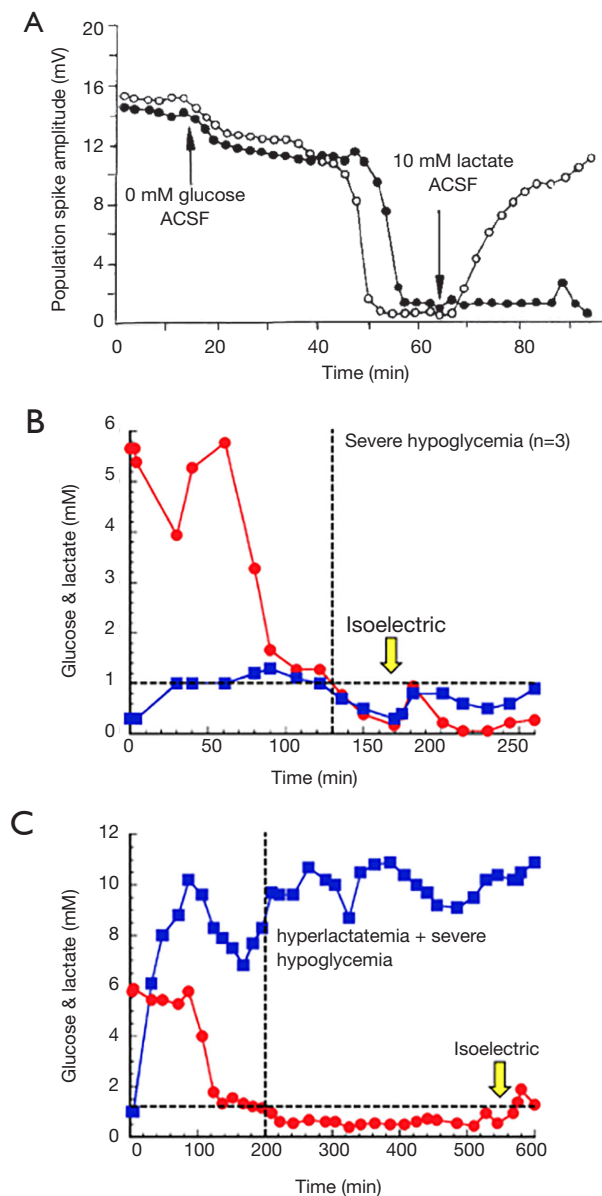 A
Population spike amplitude (mV)
20
16
12
8
4
0
0 mM glucose
ACSF
10 mM lactate
ACSF
0
20
40
60
80
Time (min)
B
Glucose & lactate (mM)
6
5
4
3
2
1
0
Severe hypoglycemia (n=3)
Isoelectric
0
50
100
150
200
250
Time (min)
C
Glucose & lactate (mM)
12
10
8
6
4
2
0
hyperlactatemia + severe
hypoglycemia
Isoelectric
0
100
200
300
400
500
600
Time (min)